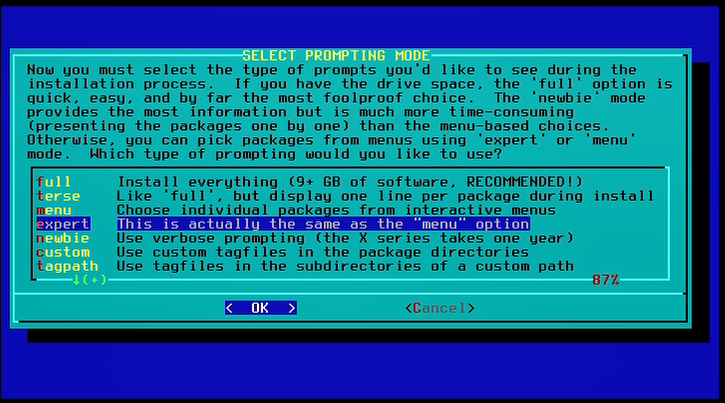 SELECT PROMPTING MODE
Now you must select the type of prompts you'd like to see during the
installation process.  If you have the drive space, the 'full' option is
quick, easy, and by far the most foolproof choice.  The 'newbie' mode
provides the most information but is much more time-consuming
(presenting the packages one by one) than the menu-based choices.
Otherwise, you can pick packages from menus using 'expert' or 'menu'
mode.  Which type of prompting would you like to use?
full Install everything (9+ GB of software, RECOMMENDED!)
terse Like 'full', but display one line per package during install
menu Choose individual packages from interactive menus
expert This is actually the same as the "menu" option
newbie Use verbose prompting (the X series takes one year)
custom Use custom tagfiles in the package directories
tagpath Use tagfiles in the subdirectories of a custom path
↓(+) 87%
< OK > <Cancel>